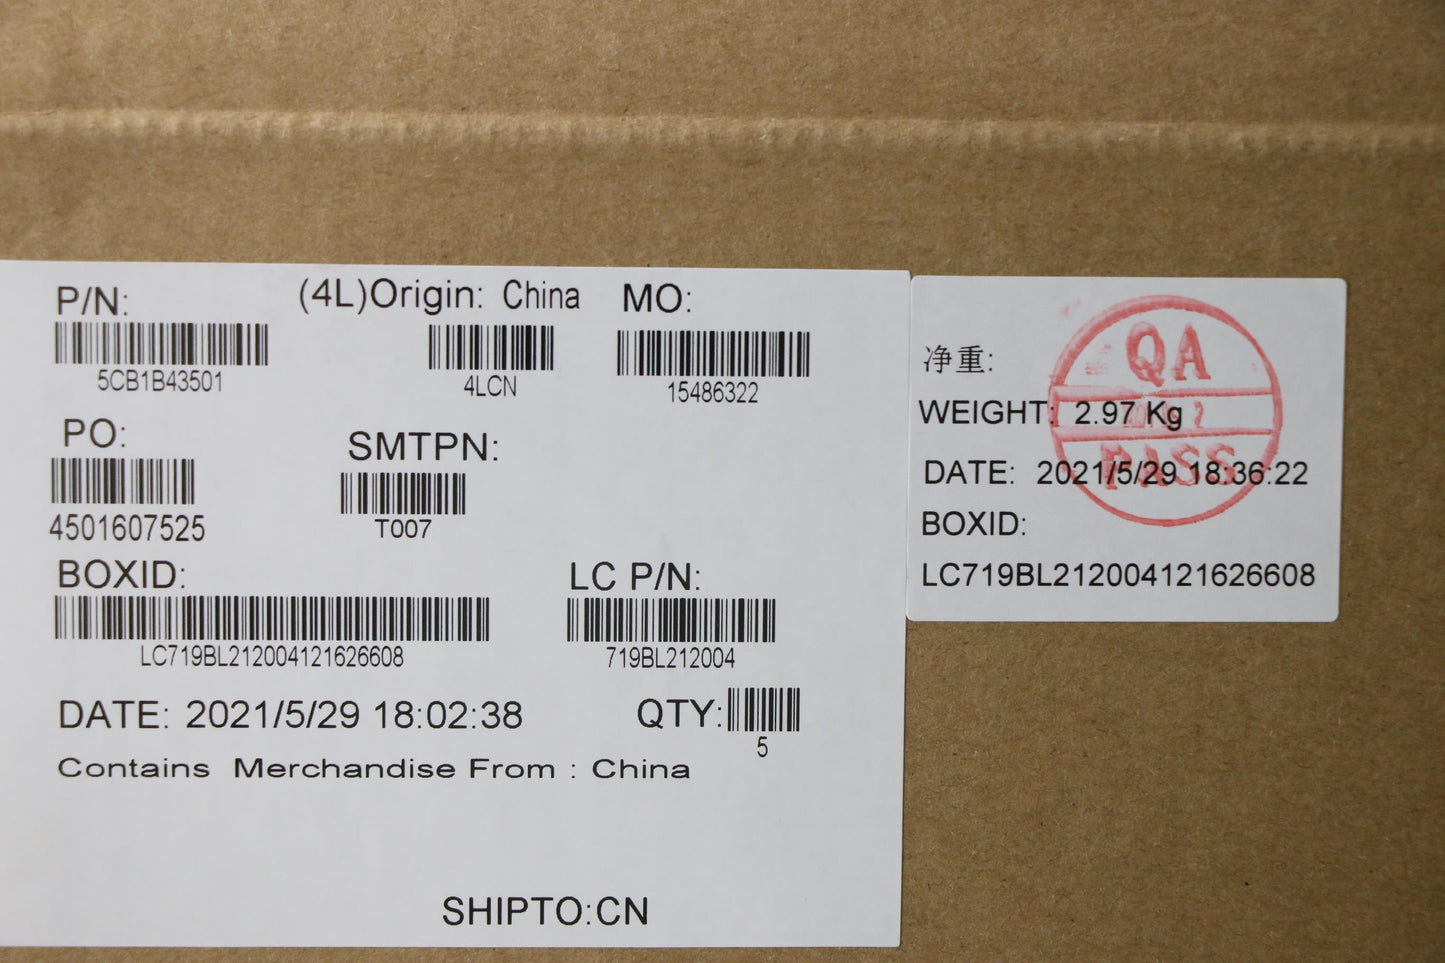 P/N:
(4L)Origin: China
MO:
5CB1B43501
4LCN
15486322
PO:
SMTPN:
4501607525
T007
BOXID:
LC P/N:
LC719BL212004121626608
719BL212004
DATE: 2021/5/29 18:02:38
QTY:
5
Contains Merchandise From : China
SHIPTO:CN
净重:
WEIGHT: 2.97 Kg
DATE: 2021/5/29 18:36:22
BOXID:
LC719BL212004121626608
QA
PASS